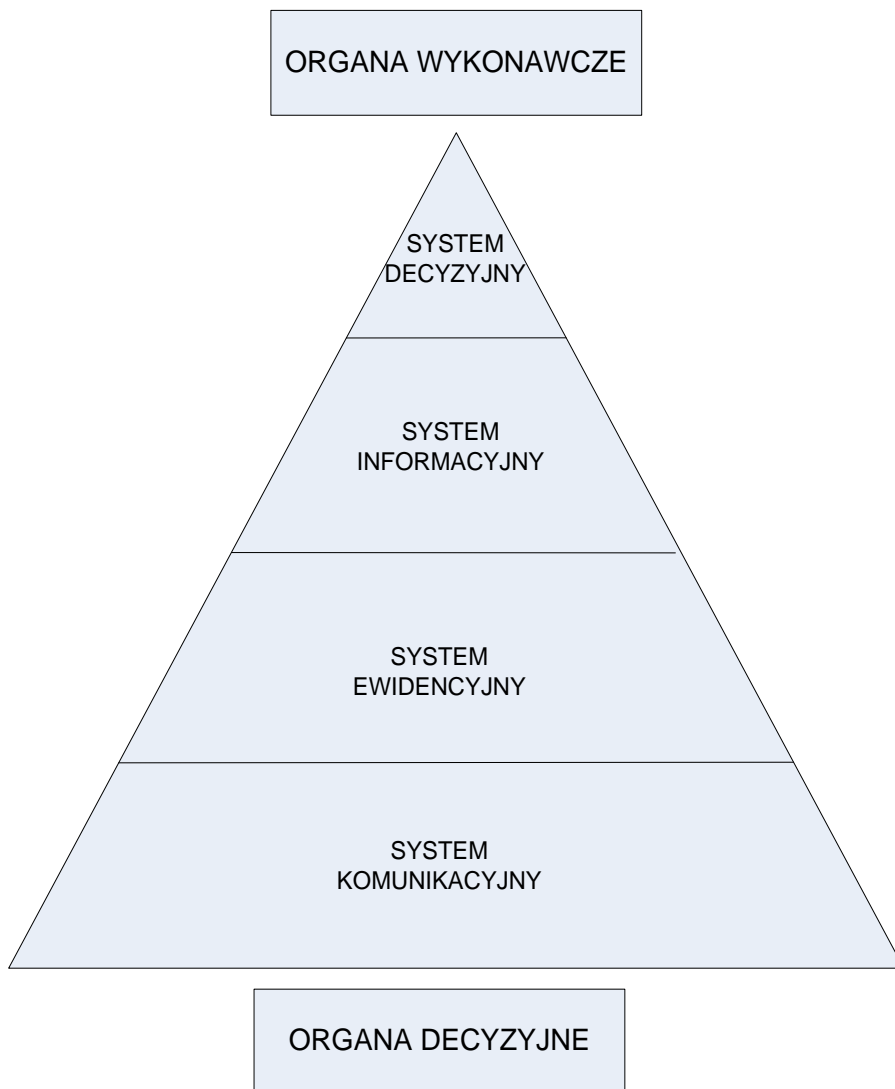 ORGANA WYKONAWCZE
SYSTEM
DECYZYJNY
SYSTEM
INFORMACYJNY
SYSTEM
EWIDENCYJNY
SYSTEM
KOMUNIKACYJNY
ORGANA DECYZYJNE